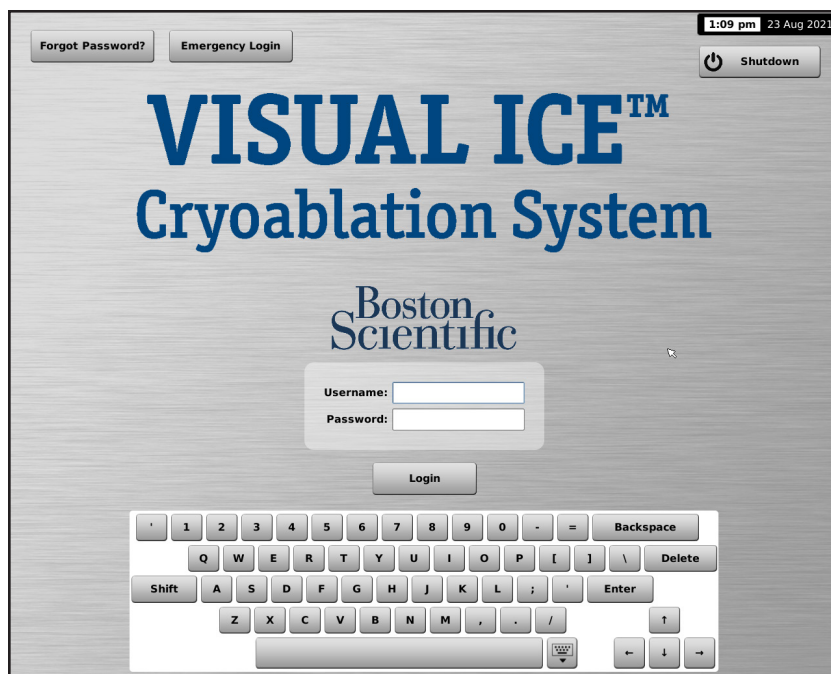 Forgot Password? Emergency Login 1:09 pm 23 Aug 2021
Shutdown
VISUAL ICE™
Cryoablation System
Boston
Scientific
Username:
Password:
Login
' 1 2 3 4 5 6 7 8 9 0 - = Backspace
Q W E R T Y U I O P [ ] \ Delete
Shift A S D F G H J K L ; ' Enter
Z X C V B N M , . / ↑
← ↓ →